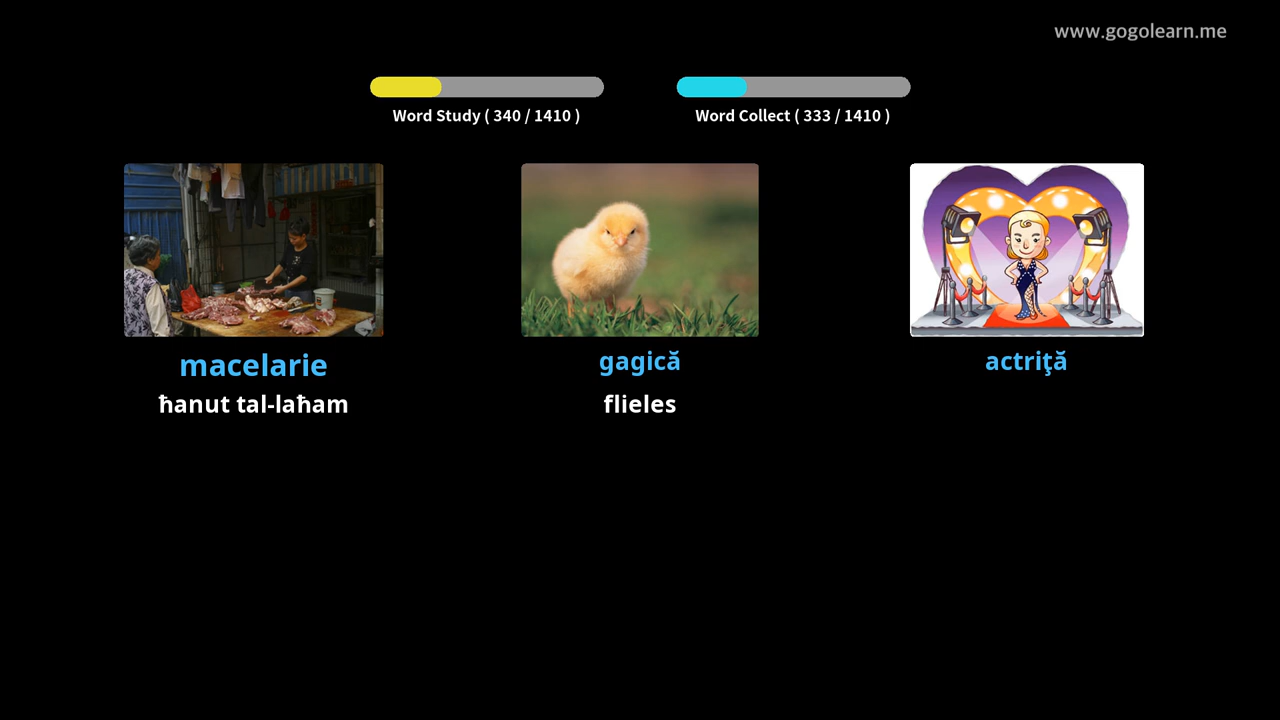 www.gogolearn.me
Word Study ( 340 / 1410 )
Word Collect ( 333 / 1410 )
macelarie
ħanut tal-laħam
gagică
flieles
actriţă